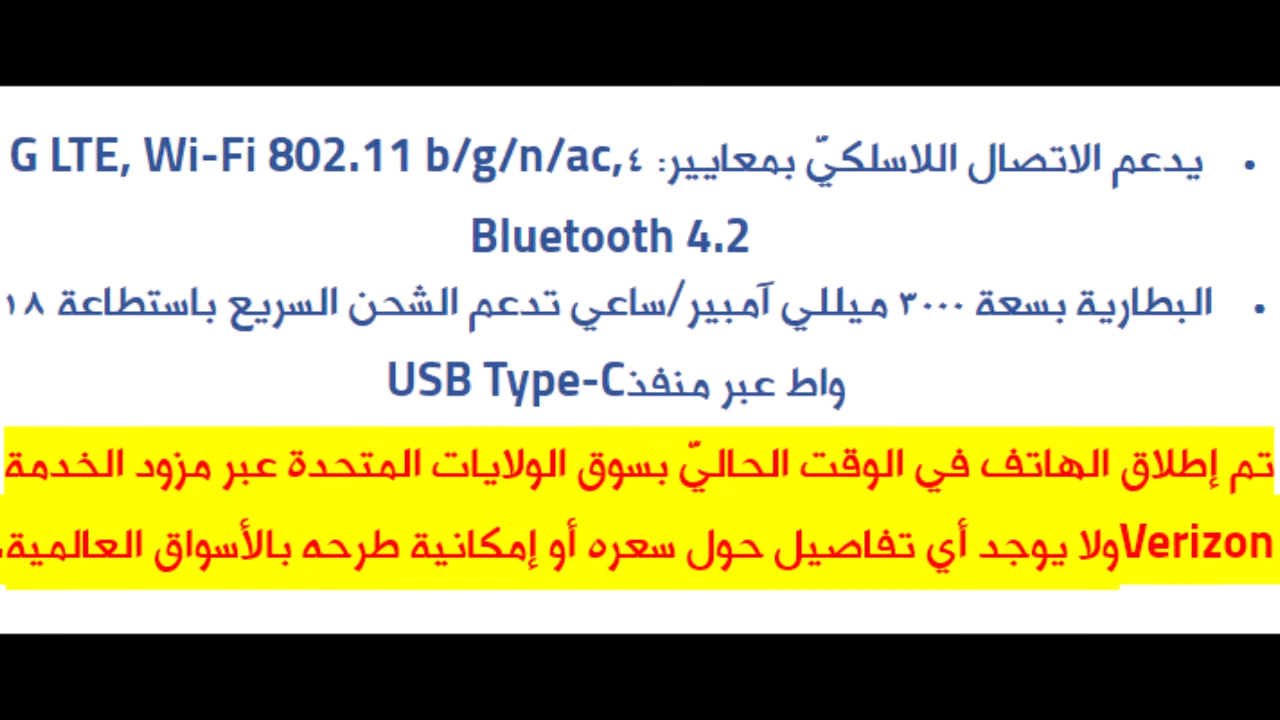 • يدعم الاتصال اللاسلكيّ بمعايير: ٤G LTE, Wi-Fi 802.11 b/g/n/ac,
Bluetooth 4.2
• البطارية بسعة ٣٠٠٠ ميللي آمبير/ساعي تدعم الشحن السريع باستطاعة ١٨
واط عبر منفذUSB Type-C
تم إطلاق الهاتف في الوقت الحاليّ بسوق الولايات المتحدة عبر مزود الخدمة
Verizonولا يوجد أي تفاصيل حول سعره أو إمكانية طرحه بالأسواق العالمية.